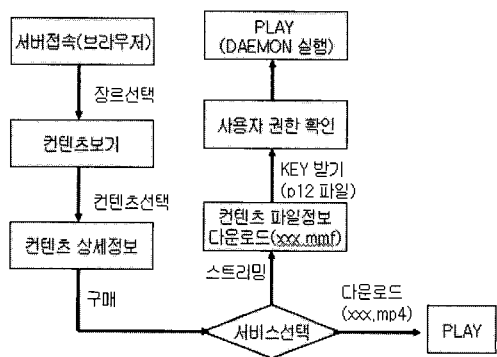 서버접속(브라우저)
장르선택
컨텐츠보기
컨텐츠선택
컨텐츠 상세정보
구매
서비스선택
스트리밍
컨텐츠 파일정보
다운로드(xxx.mmf)
KEY 받기
(p12 파일)
사용자 권한 확인
PLAY
(DAEMON 실행)
다운로드
(xxx,mp4)
PLAY